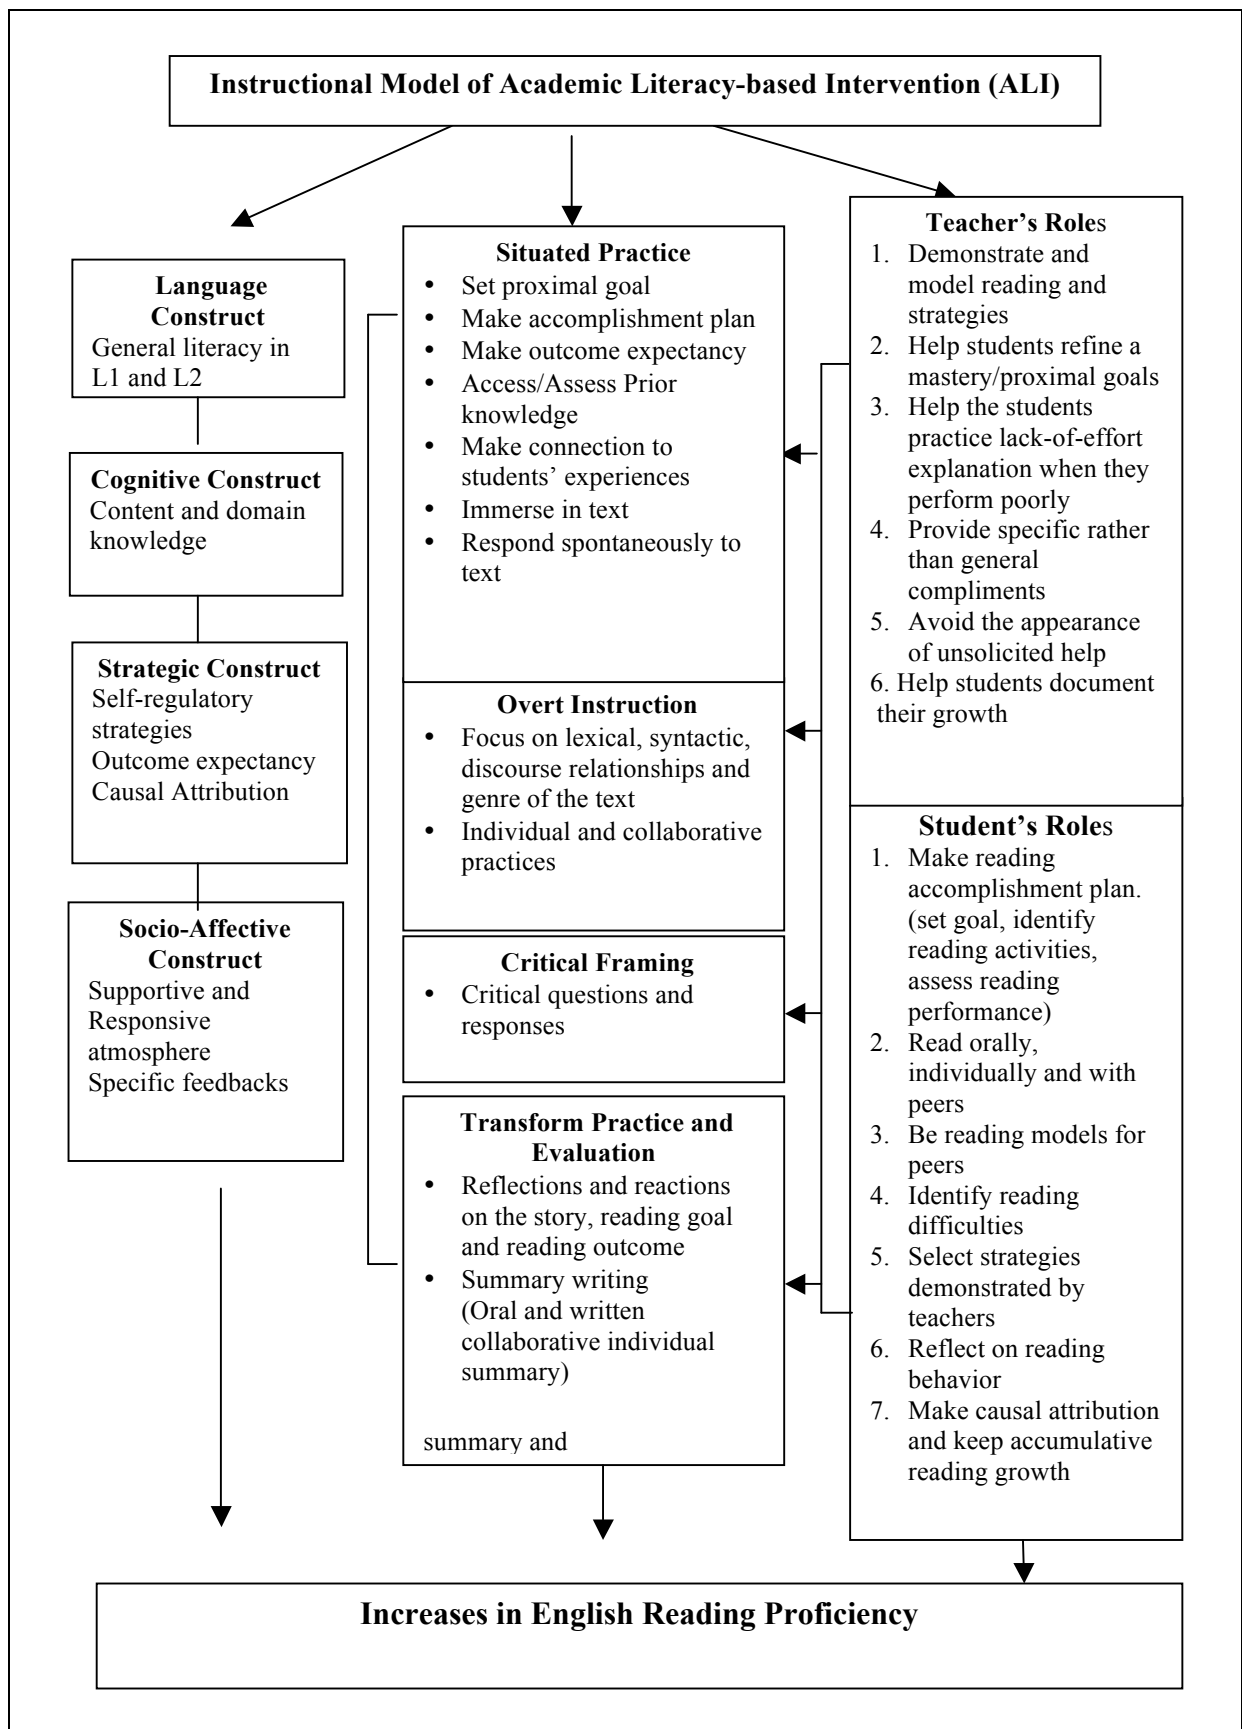 Instructional Model of Academic Literacy-based Intervention (ALI)
Language
Construct
General literacy in
L1 and L2
Cognitive Construct
Content and domain
knowledge
Strategic Construct
Self-regulatory
strategies
Outcome expectancy
Causal Attribution
Socio-Affective
Construct
Supportive and
Responsive
atmosphere
Specific feedbacks
Situated Practice
• Set proximal goal
• Make accomplishment plan
• Make outcome expectancy
• Access/Assess Prior
knowledge
• Make connection to
students’ experiences
• Immerse in text
• Respond spontaneously to
text
Overt Instruction
• Focus on lexical, syntactic,
discourse relationships and
genre of the text
• Individual and collaborative
practices
Critical Framing
• Critical questions and
responses
Transform Practice and
Evaluation
• Reflections and reactions
on the story, reading goal
and reading outcome
• Summary writing
(Oral and written
collaborative individual
summary)
summary and
Teacher’s Roles
1. Demonstrate and
model reading and
strategies
2. Help students refine a
mastery/proximal goals
3. Help the students
practice lack-of-effort
explanation when they
perform poorly
4. Provide specific rather
than general
compliments
5. Avoid the appearance
of unsolicited help
6. Help students document
their growth
Student’s Roles
1. Make reading
accomplishment plan.
(set goal, identify
reading activities,
assess reading
performance)
2. Read orally,
individually and with
peers
3. Be reading models for
peers
4. Identify reading
difficulties
5. Select strategies
demonstrated by
teachers
6. Reflect on reading
behavior
7. Make causal attribution
and keep accumulative
reading growth
Increases in English Reading Proficiency